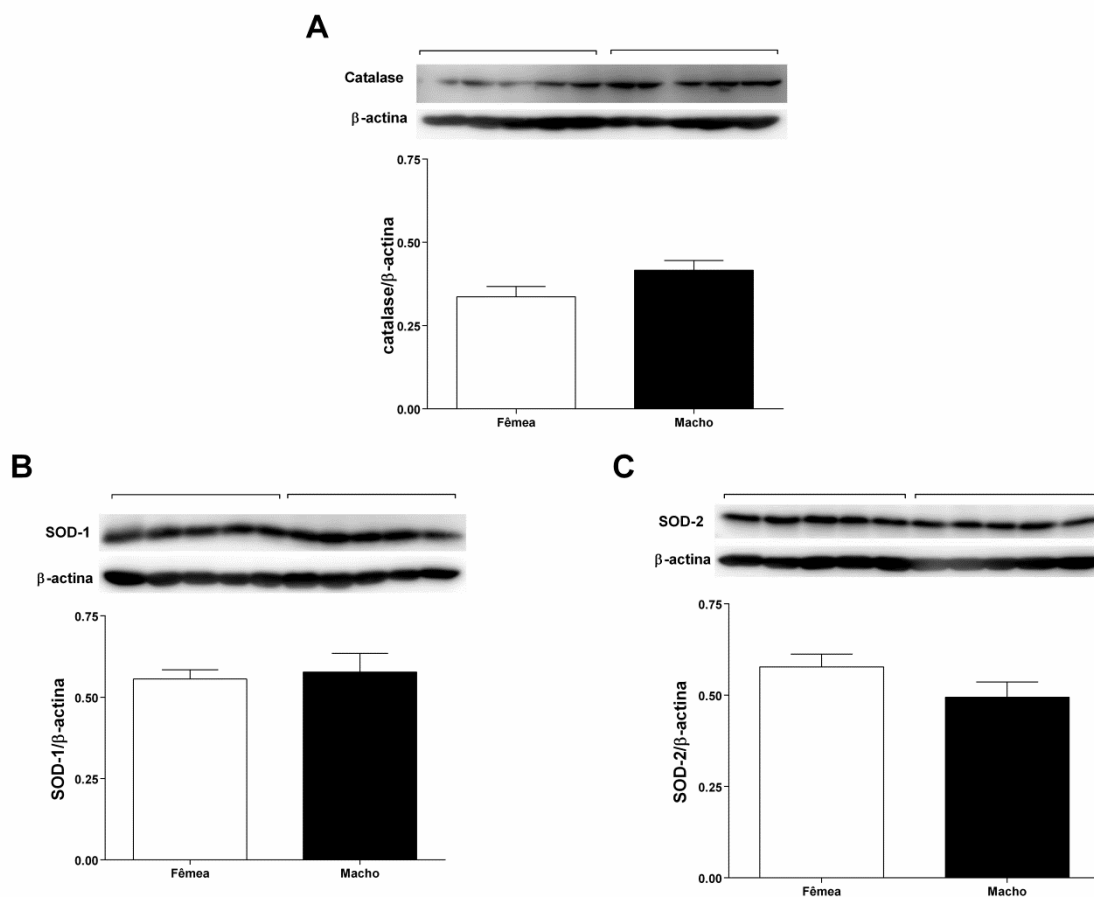 A
Catalase
β-actina
0.75
0.50
0.25
0.00
catalase/β-actina
Fêmea Macho
B
SOD-1
β-actina
0.75
0.50
0.25
0.00
SOD-1/β-actina
Fêmea Macho
C
SOD-2
β-actina
0.75
0.50
0.25
0.00
SOD-2/β-actina
Fêmea Macho